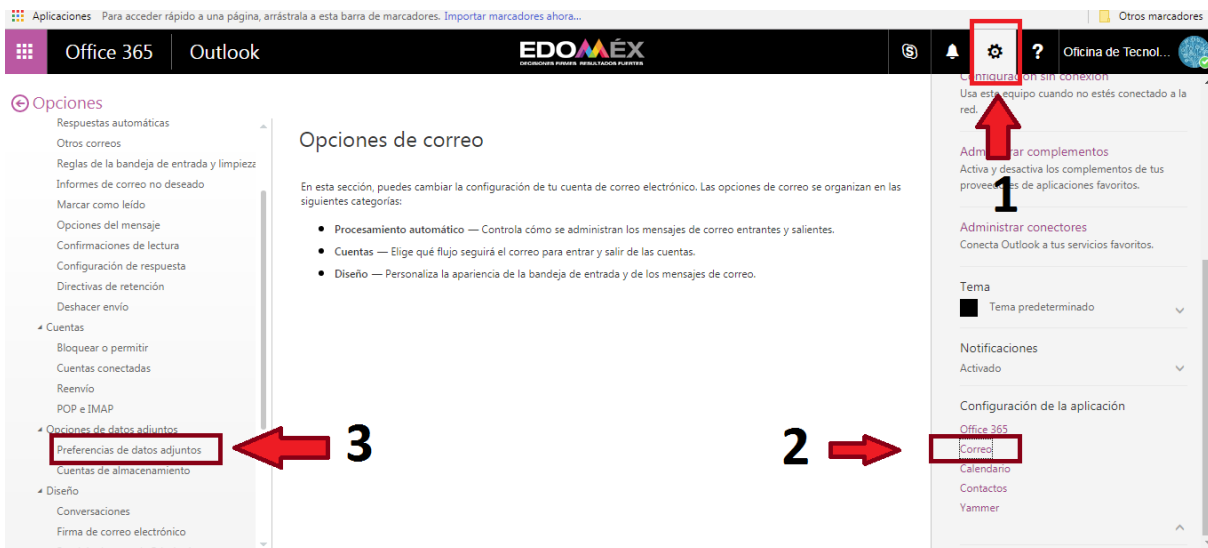 Aplicaciones Para acceder rápido a una página, arrástrala a esta barra de marcadores. Importar marcadores ahora...
Otros marcadores
Office 365
Outlook
EDOMÉX
DECISIONES FIRMES, RESULTADOS FUERTES
?
Oficina de Tecnol...
Opciones
Respuestas automáticas
Otros correos
Reglas de la bandeja de entrada y limpieza
Informes de correo no deseado
Marcar como leído
Opciones del mensaje
Confirmaciones de lectura
Configuración de respuesta
Directivas de retención
Deshacer envío
Cuentas
Bloquear o permitir
Cuentas conectadas
Reenvío
POP e IMAP
Opciones de datos adjuntos
Preferencias de datos adjuntos
Cuentas de almacenamiento
Diseño
Conversaciones
Firma de correo electrónico
3
Opciones de correo
En esta sección, puedes cambiar la configuración de tu cuenta de correo electrónico. Las opciones de correo se organizan en las
siguientes categorías:
Procesamiento automático — Controla cómo se administran los mensajes de correo entrantes y salientes.
Cuentas — Elige qué flujo seguirá el correo para entrar y salir de las cuentas.
Diseño — Personaliza la apariencia de la bandeja de entrada y de los mensajes de correo.
2
Configuración sin conexión
Usa este equipo cuando no estés conectado a la
red.
1
Administrar complementos
Activa y desactiva los complementos de tus
proveedores de aplicaciones favoritos.
Administrar conectores
Conecta Outlook a tus servicios favoritos.
Tema
Tema predeterminado
Notificaciones
Activado
Configuración de la aplicación
Office 365
Correo
Calendario
Contactos
Yammer